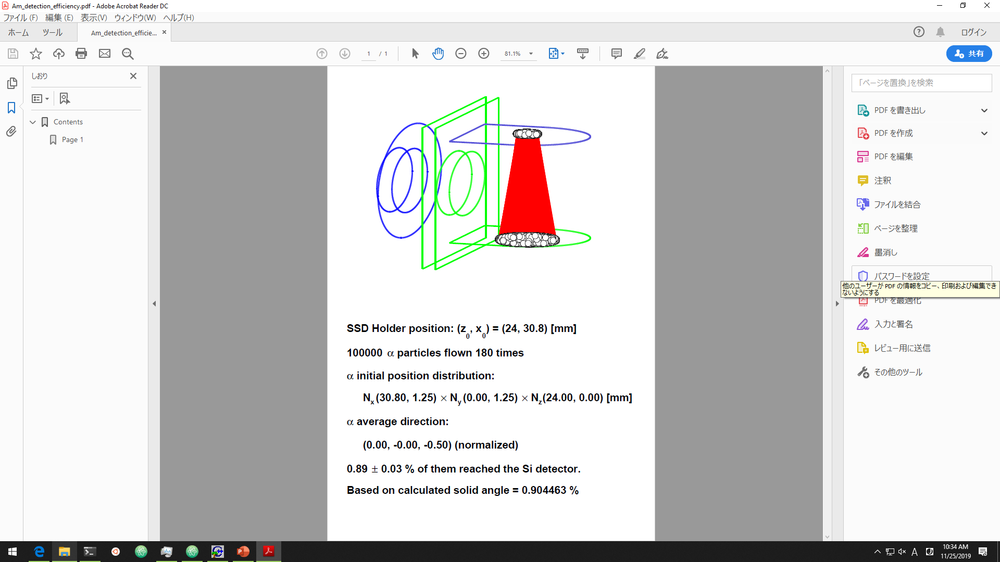 Am_detection_efficiency.pdf - Adobe Acrobat Reader DC
ファイル (F) 編集 (E) 表示(V) ウィンドウ(W) ヘルプ(H)
ホーム ツール Am_detection_efficie... × ログイン
1 / 1 81.1% 共有
しおり
Contents
Page 1
SSD Holder position: (z0, x0) = (24, 30.8) [mm]
100000 α particles flown 180 times
α initial position distribution:
Nx(30.80, 1.25) × Ny(0.00, 1.25) × Nz(24.00, 0.00) [mm]
α average direction:
(0.00, -0.00, -0.50) (normalized)
0.89 ± 0.03 % of them reached the Si detector.
Based on calculated solid angle = 0.904463 %
「ページを置換」を検索
PDF を書き出し
PDF を作成
PDF を編集
注釈
ファイルを結合
ページを整理
墨消し
パスワードを設定
他のユーザーが PDF の情報をコピー、印刷および編集でき
ないようにする
PDF を最適化
入力と署名
レビュー用に送信
その他のツール
A
10:34 AM
11/25/2019